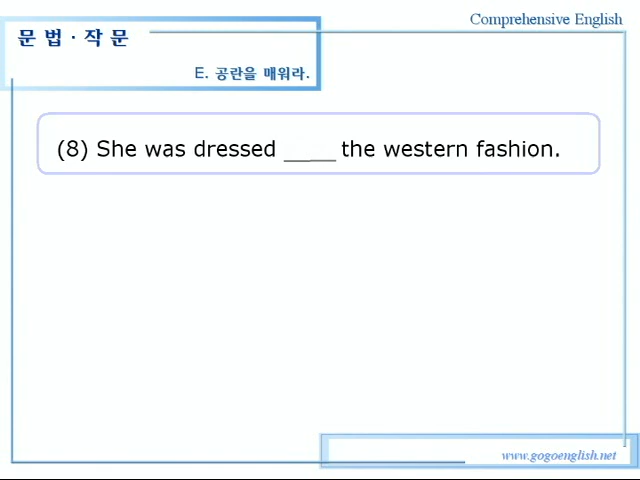 Comprehensive English
문 법 · 작 문
E. 공란을 매워라.
(8) She was dressed ____ the western fashion.
www.gogoenglish.net